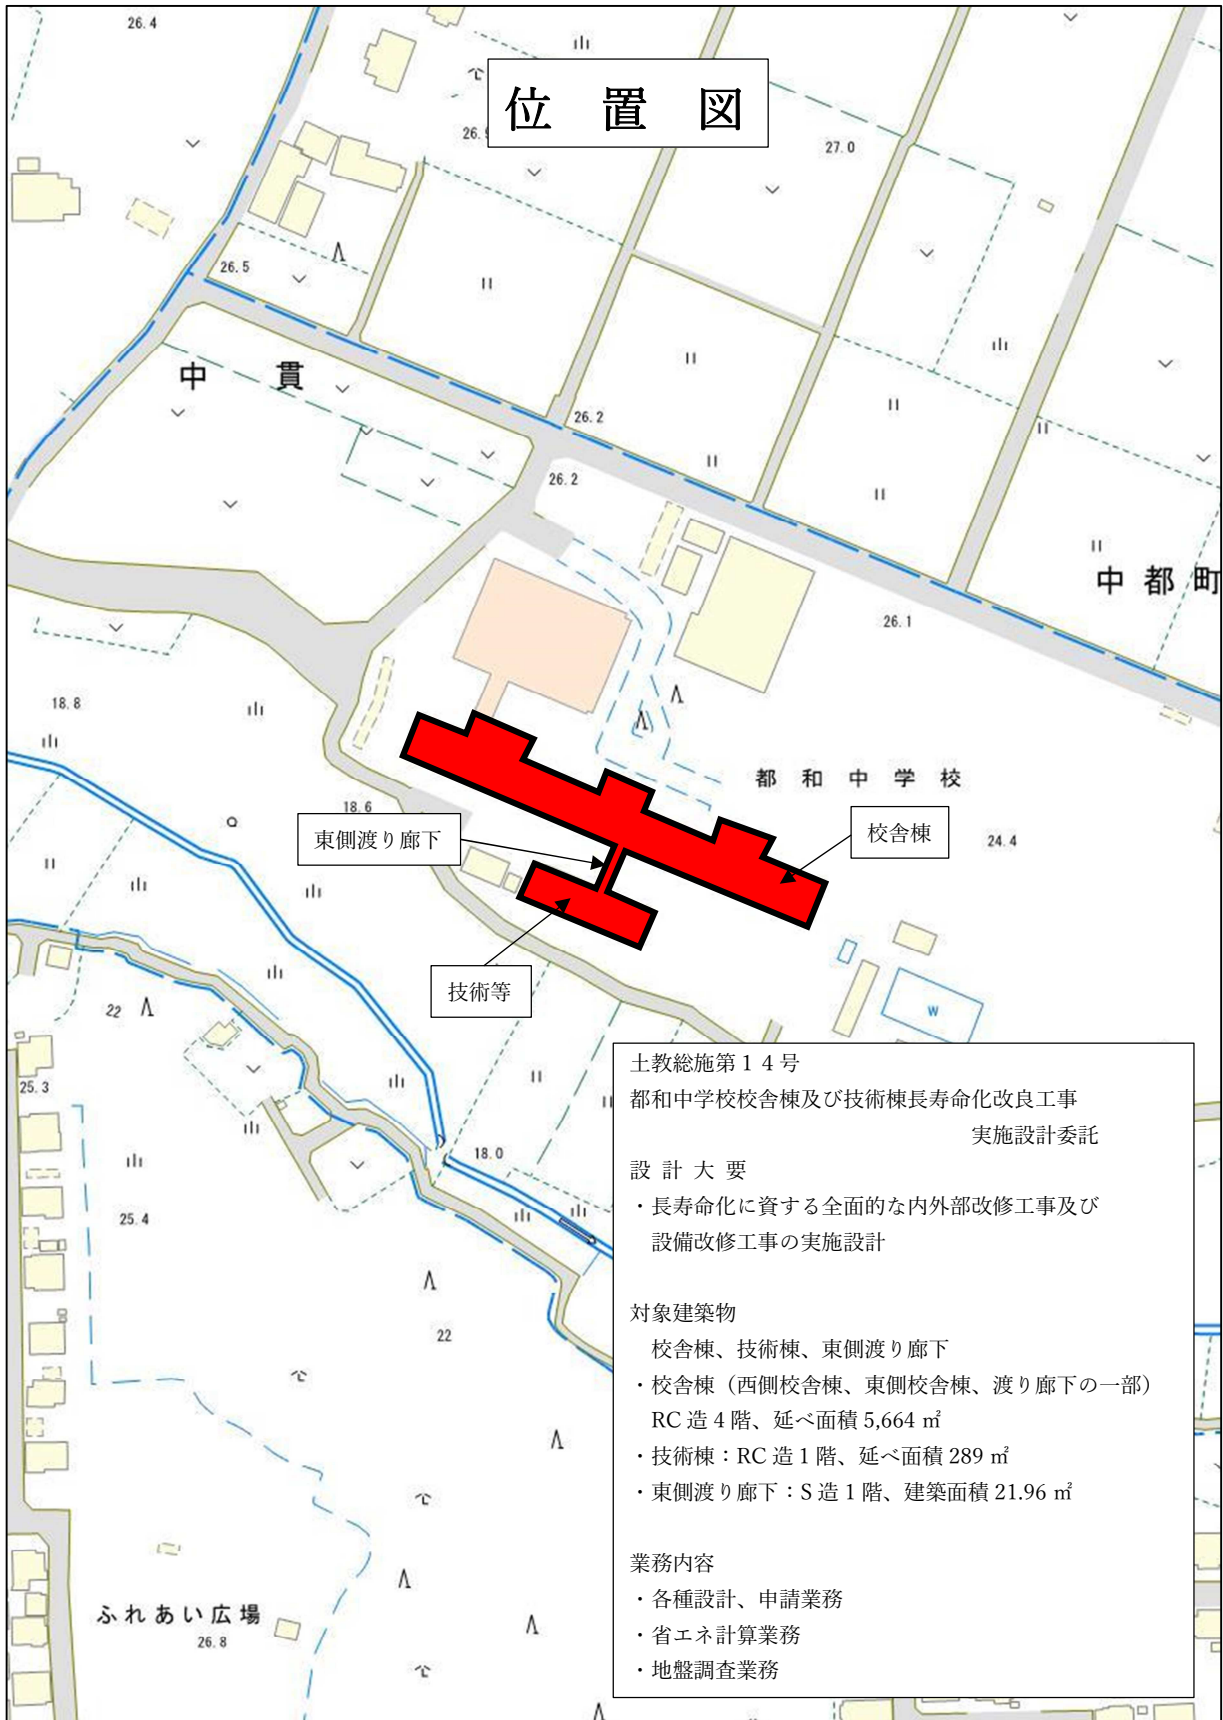 26.4
位 置 図
26.9
27.0
26.5
中 貫
26.2
26.2
中 都 町
26.1
18.8
都 和 中 学 校
18.6
東側渡り廊下
校舎棟
24.4
技術等
22
W
25.3
18.0
25.4
22
ふれあい広場
26.8
土教総施第１４号
都和中学校校舎棟及び技術棟長寿命化改良工事
実施設計委託
設 計 大 要
・長寿命化に資する全面的な内外部改修工事及び
設備改修工事の実施設計
対象建築物
校舎棟、技術棟、東側渡り廊下
・校舎棟（西側校舎棟、東側校舎棟、渡り廊下の一部）
RC 造 4 階、延べ面積 5,664 ㎡
・技術棟：RC 造 1 階、延べ面積 289 ㎡
・東側渡り廊下：S 造 1 階、建築面積 21.96 ㎡
業務内容
・各種設計、申請業務
・省エネ計算業務
・地盤調査業務